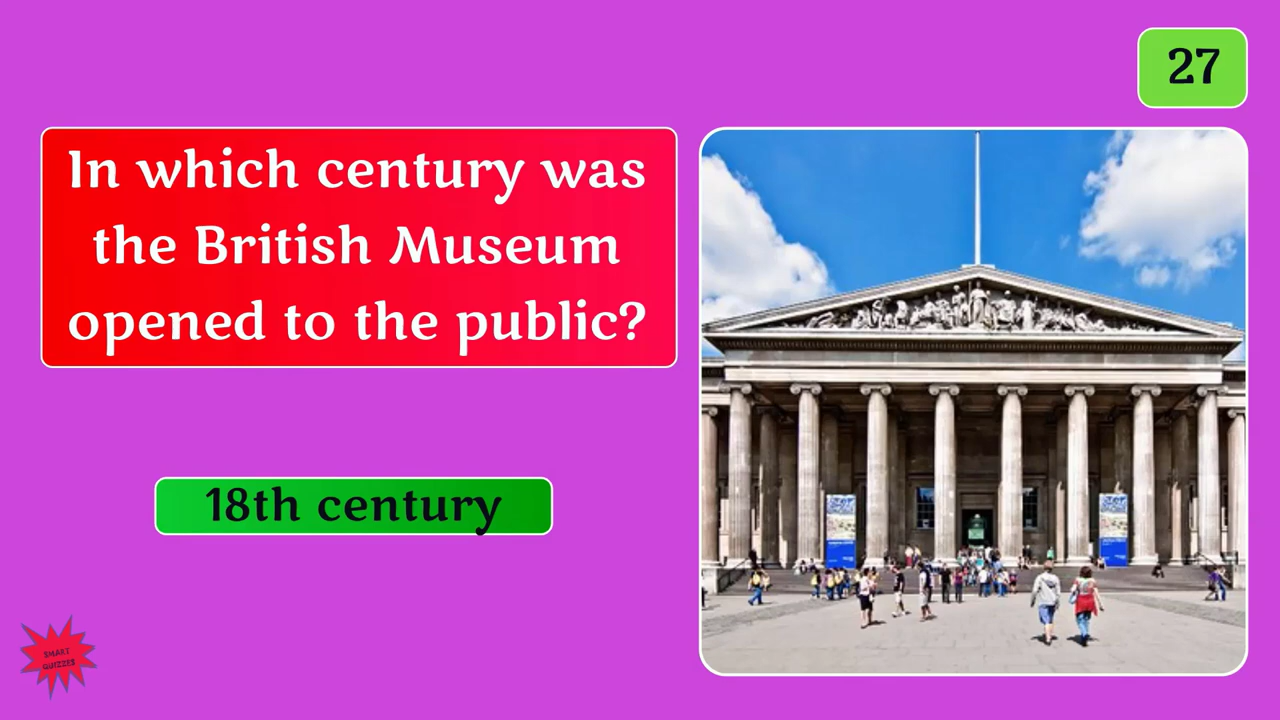 27
In which century was
the British Museum
opened to the public?
18th century
SMART
QUIZZES